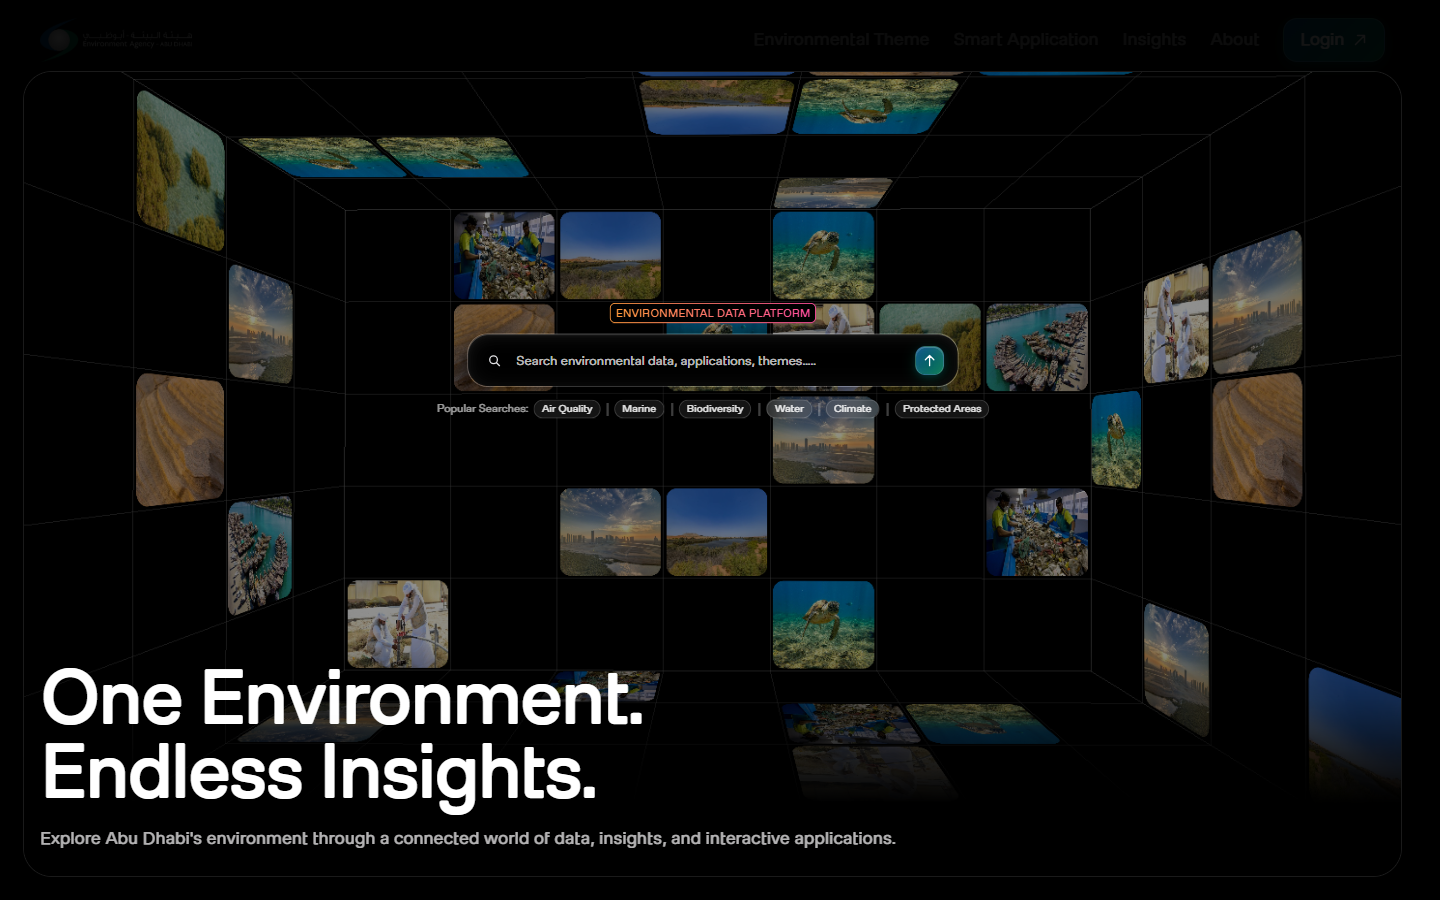 Environmental Theme
Smart Application
Insights
About
Login
ENVIRONMENTAL DATA PLATFORM
Search environmental data, applications, themes.....
Popular Searches: Air Quality | Marine | Biodiversity | Water | Climate | Protected Areas
One Environment.
Endless Insights.
Explore Abu Dhabi's environment through a connected world of data, insights, and interactive applications.